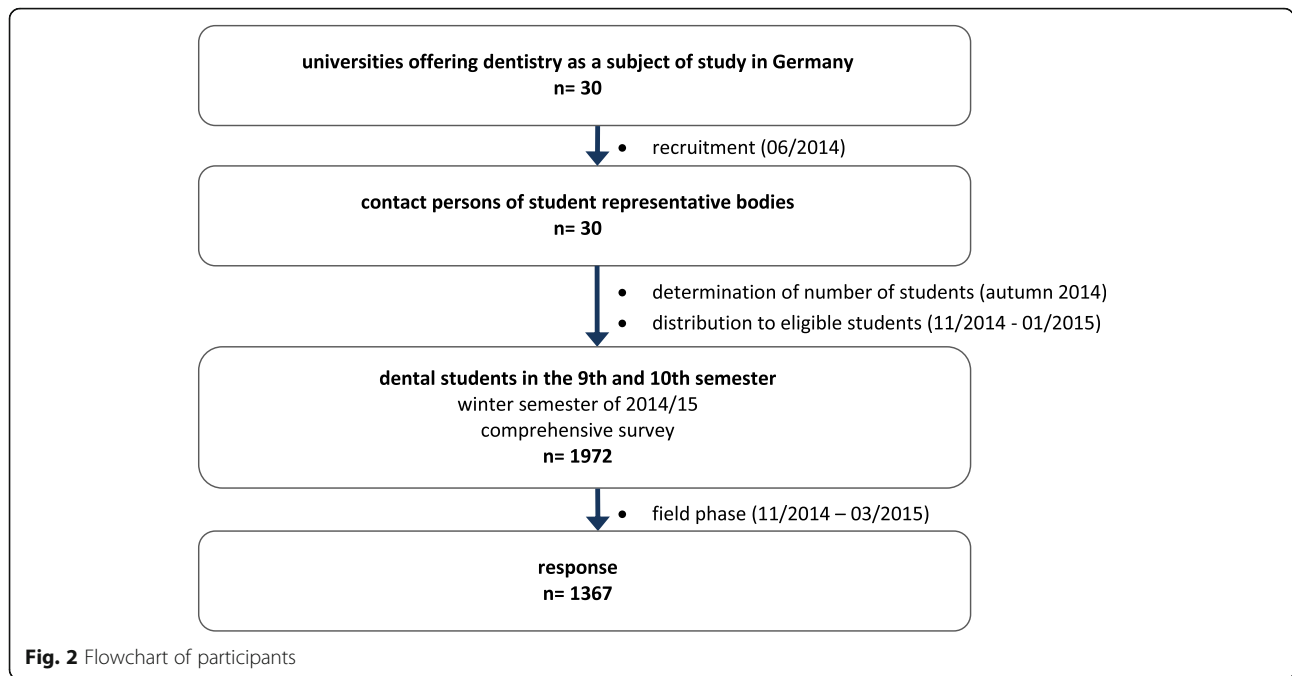 universities offering dentistry as a subject of study in Germany
n= 30
• recruitment (06/2014)
contact persons of student representative bodies
n= 30
• determination of number of students (autumn 2014)
• distribution to eligible students (11/2014 - 01/2015)
dental students in the 9th and 10th semester
winter semester of 2014/15
comprehensive survey
n= 1972
• field phase (11/2014 – 03/2015)
response
n= 1367
Fig. 2 Flowchart of participants